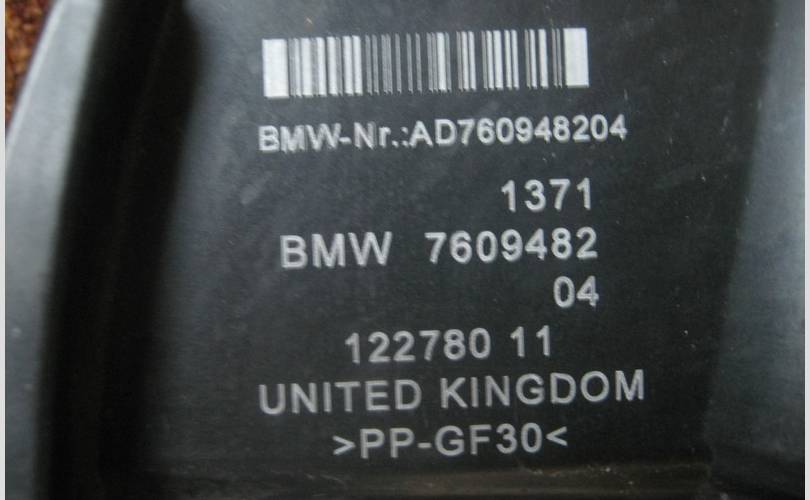 BMW-Nr.:AD760948204
1371
BMW 7609482
04
122780 11
UNITED KINGDOM
>PP-GF30<